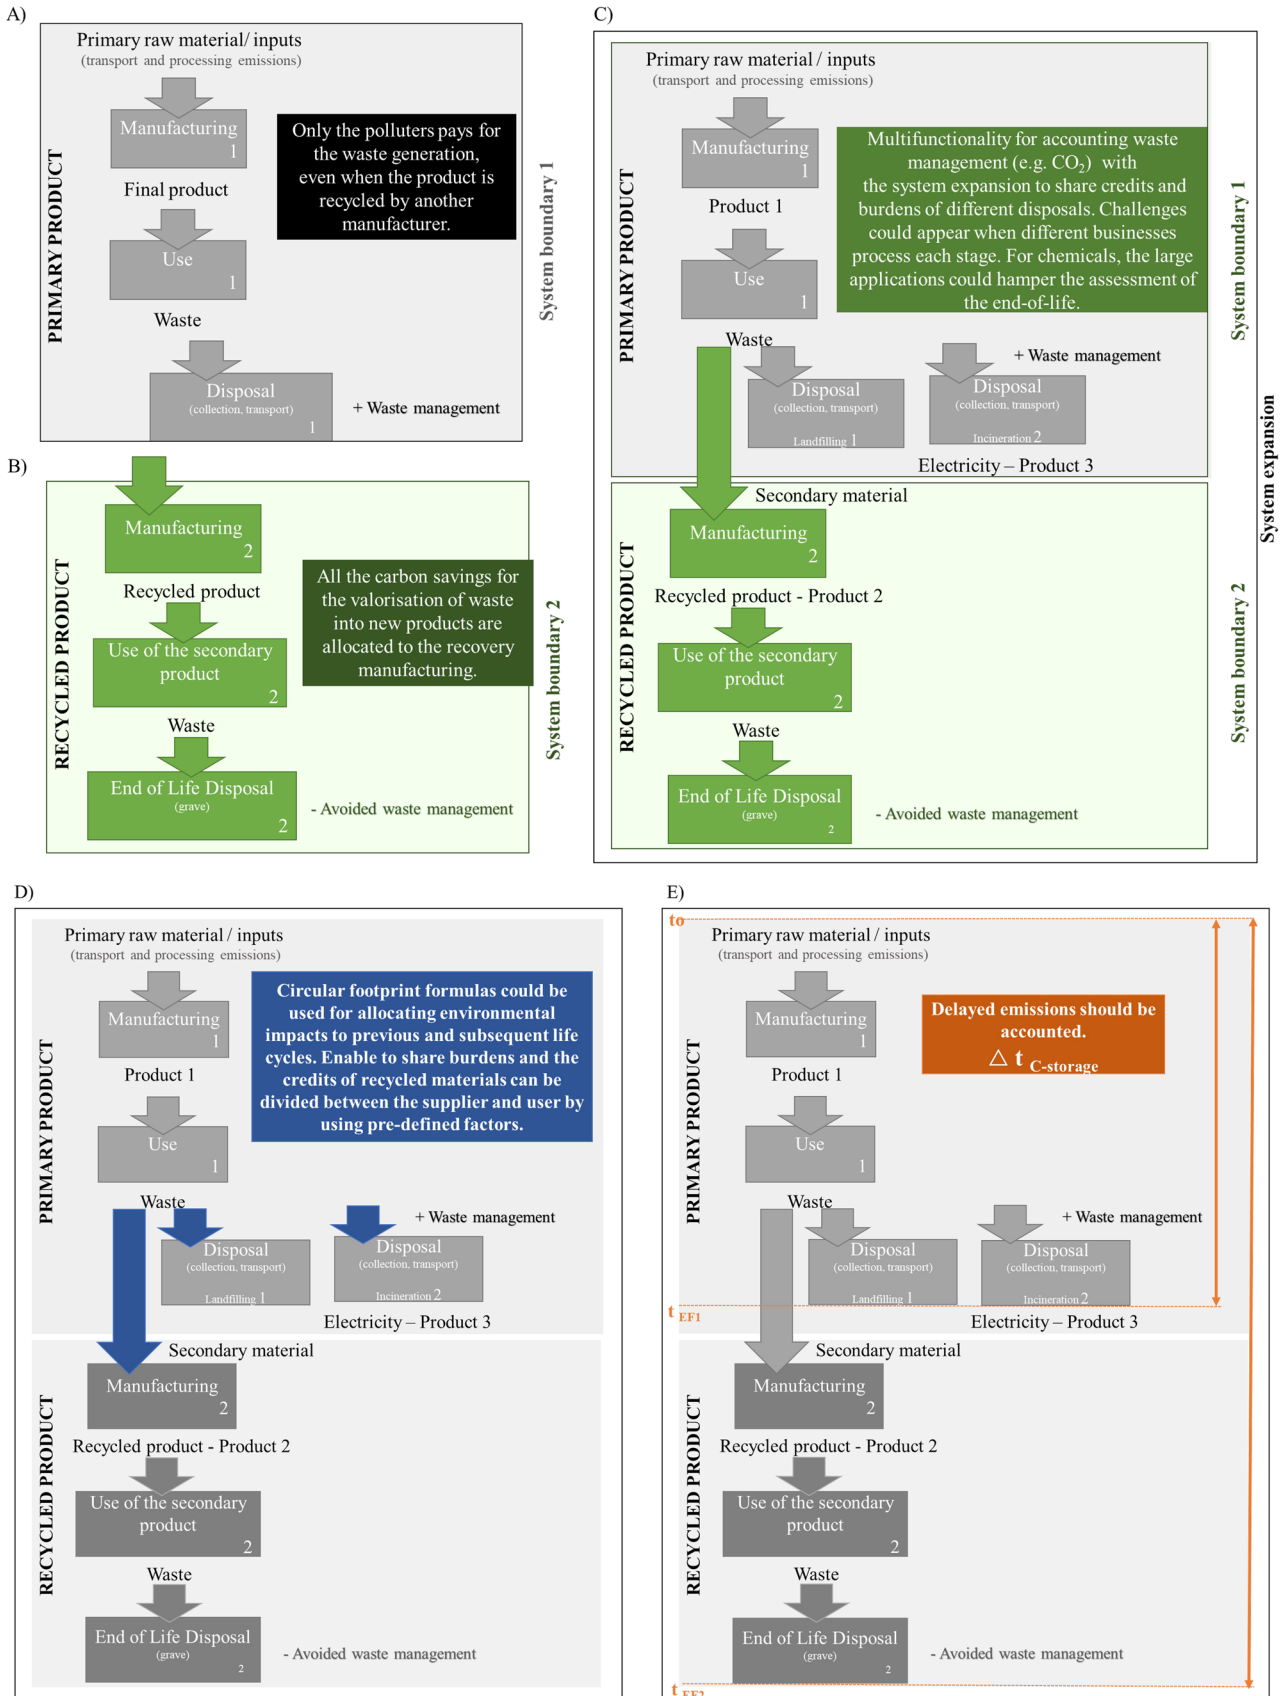 A)
Primary raw material/ inputs
(transport and processing emissions)
Manufacturing
1
Final product
Use
1
Waste
Disposal
(collection, transport)
1
+ Waste management
PRIMARY PRODUCT
Only the polluters pays for
the waste generation,
even when the product is
recycled by another
manufacturer.
System boundary 1
B)
Manufacturing
2
Recycled product
Use of the secondary
product
2
Waste
End of Life Disposal
(grave)
2
- Avoided waste management
RECYCLED PRODUCT
All the carbon savings for
the valorisation of waste
into new products are
allocated to the recovery
manufacturing.
System boundary 2
C)
Primary raw material / inputs
(transport and processing emissions)
Manufacturing
1
Product 1
Use
1
Waste
+ Waste management
Disposal
(collection, transport)
Landfilling 1
Disposal
(collection, transport)
Incineration 2
Electricity – Product 3
PRIMARY PRODUCT
Multifunctionality for accounting waste
management (e.g. CO2) with
the system expansion to share credits and
burdens of different disposals. Challenges
could appear when different businesses
process each stage. For chemicals, the large
applications could hamper the assessment of
the end-of-life.
System boundary 1
Secondary material
Manufacturing
2
Recycled product - Product 2
Use of the secondary
product
2
Waste
End of Life Disposal
(grave)
2
- Avoided waste management
RECYCLED PRODUCT
System boundary 2
System expansion
D)
Primary raw material / inputs
(transport and processing emissions)
Manufacturing
1
Product 1
Use
1
Waste
+ Waste management
Disposal
(collection, transport)
Landfilling 1
Disposal
(collection, transport)
Incineration 2
Electricity – Product 3
PRIMARY PRODUCT
Circular footprint formulas could be
used for allocating environmental
impacts to previous and subsequent life
cycles. Enable to share burdens and the
credits of recycled materials can be
divided between the supplier and user by
using pre-defined factors.
Secondary material
Manufacturing
2
Recycled product - Product 2
Use of the secondary
product
2
Waste
End of Life Disposal
(grave)
2
- Avoided waste management
RECYCLED PRODUCT
E)
to
Primary raw material / inputs
(transport and processing emissions)
Manufacturing
1
Product 1
Use
1
Waste
+ Waste management
Disposal
(collection, transport)
Landfilling 1
Disposal
(collection, transport)
Incineration 2
t EF1
Electricity – Product 3
PRIMARY PRODUCT
Delayed emissions should be
accounted.
△ t C-storage
Secondary material
Manufacturing
2
Recycled product - Product 2
Use of the secondary
product
2
Waste
End of Life Disposal
(grave)
2
- Avoided waste management
RECYCLED PRODUCT
t EF2